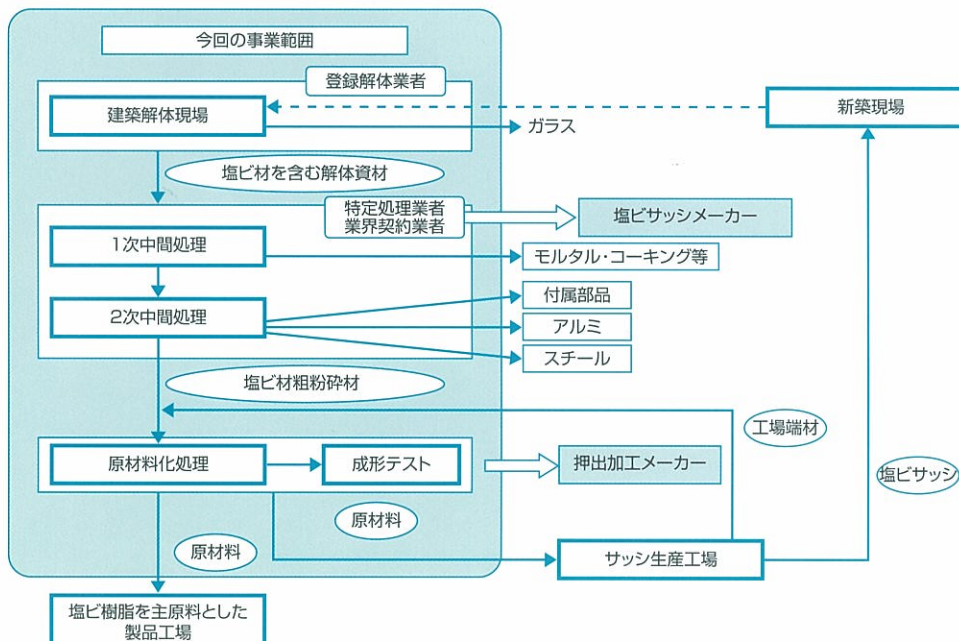 今回の事業範囲
登録解体業者
建築解体現場
ガラス
新築現場
塩ビ材を含む解体資材
特定処理業者
業界契約業者
塩ビサッシメーカー
1次中間処理
モルタル・コーキング等
2次中間処理
付属部品
アルミ
スチール
塩ビ材粗粉砕材
工場端材
原材料化処理
成形テスト
押出加工メーカー
塩ビサッシ
原材料
原材料
サッシ生産工場
塩ビ樹脂を主原料とした
製品工場